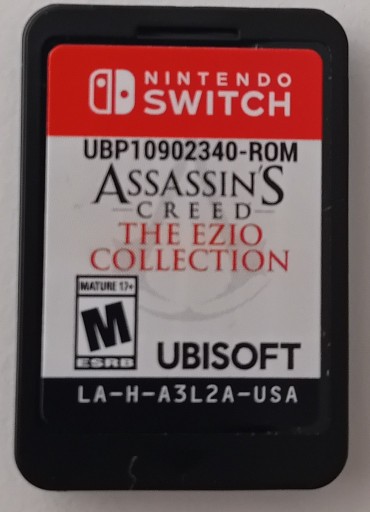 NINTENDO
SWITCH
UBP10902340-ROM
ASSASSIN'S
CREED
THE EZIO
COLLECTION
MATURE 17+
M
ESRB
UBISOFT
LA-H-A3L2A-USA